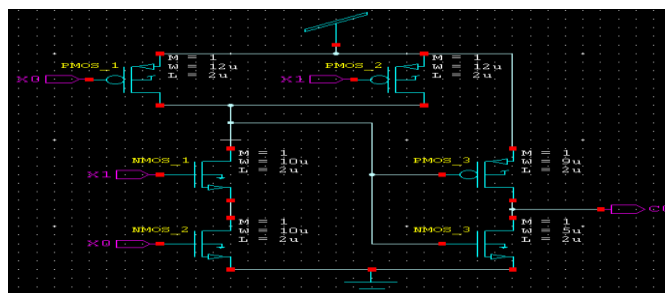 PMOS_1
M = 1
W = 12u
L = 2u
X0
PMOS_2
M = 1
W = 12u
L = 2u
X1
NMOS_1
M = 1
W = 10u
L = 2u
X1
PMOS_3
M = 1
W = 9u
L = 2u
NMOS_2
M = 1
W = 10u
L = 2u
X0
NMOS_3
M = 1
W = 5u
L = 2u